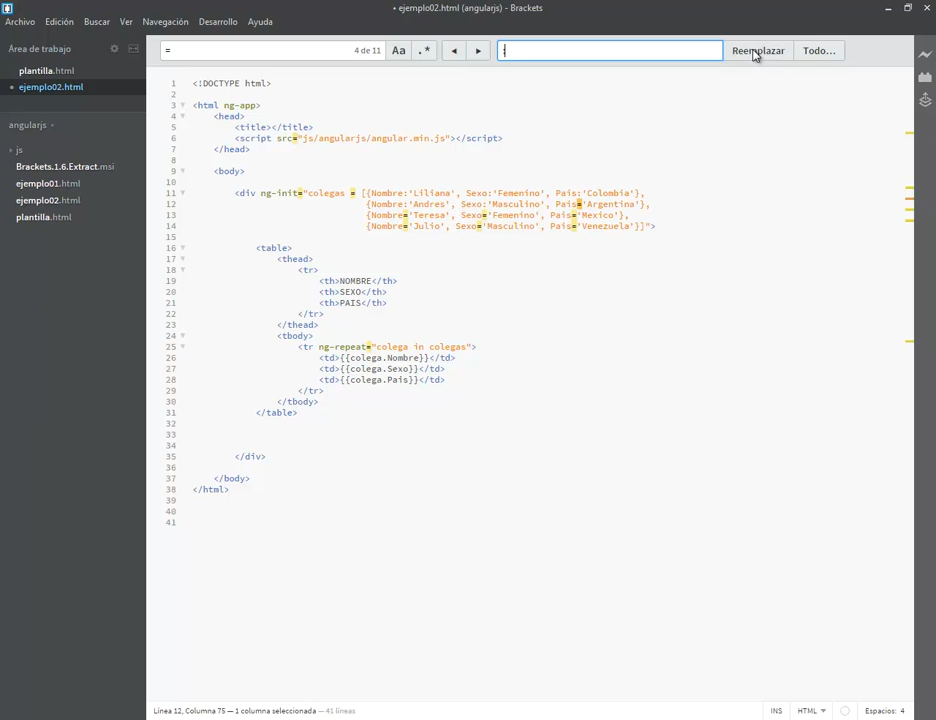 • ejemplo02.html (angularjs) - Brackets
Archivo Edición Buscar Ver Navegación Desarrollo Ayuda
Área de trabajo
plantilla.html
• ejemplo02.html
angularjs
js
Brackets.1.6.Extract.msi
ejemplo01.html
ejemplo02.html
plantilla.html
= 4 de 11 Aa .* : Reemplazar Todo...
1 <!DOCTYPE html>
2
3 <html ng-app>
4 <head>
5 <title></title>
6 <script src="js/angularjs/angular.min.js"></script>
7 </head>
8
9 <body>
10
11 <div ng-init="colegas = [{Nombre:'Liliana', Sexo:'Femenino', Pais:'Colombia'},
12 {Nombre:'Andres', Sexo:'Masculino', Pais='Argentina'},
13 {Nombre='Teresa', Sexo='Femenino', Pais='Mexico'},
14 {Nombre='Julio', Sexo='Masculino', Pais='Venezuela'}]">
15
16 <table>
17 <thead>
18 <tr>
19 <th>NOMBRE</th>
20 <th>SEXO</th>
21 <th>PAIS</th>
22 </tr>
23 </thead>
24 <tbody>
25 <tr ng-repeat="colega in colegas">
26 <td>{{colega.Nombre}}</td>
27 <td>{{colega.Sexo}}</td>
28 <td>{{colega.Pais}}</td>
29 </tr>
30 </tbody>
31 </table>
32
33
34
35 </div>
36
37 </body>
38 </html>
39
40
41
Línea 12, Columna 75 — 1 columna seleccionada — 41 líneas INS HTML Espacios: 4